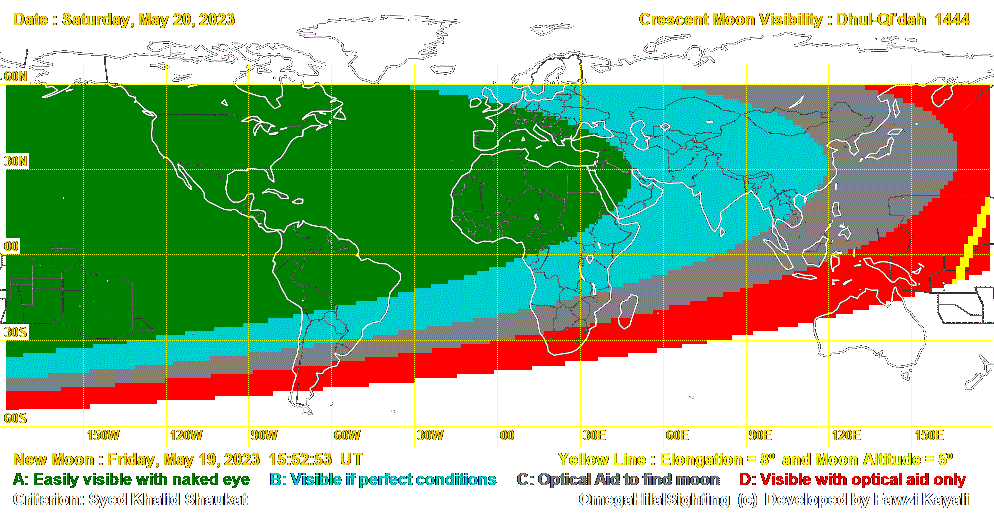 Date : Saturday, May 20, 2023 Crescent Moon Visibility : Dhul-Qi'dah 1444
60N
30N
00
30S
60S
150W 120W 90W 60W 30W 00 30E 60E 90E 120E 150E
New Moon : Friday, May 19, 2023 15:52:53 UT Yellow Line : Elongation = 8º and Moon Altitude = 5º
A: Easily visible with naked eye B: Visible if perfect conditions C: Optical Aid to find moon D: Visible with optical aid only
Criterion: Syed Khalid Shaukat OmegaHilalSighting (c) Developed by Fawzi Kayali